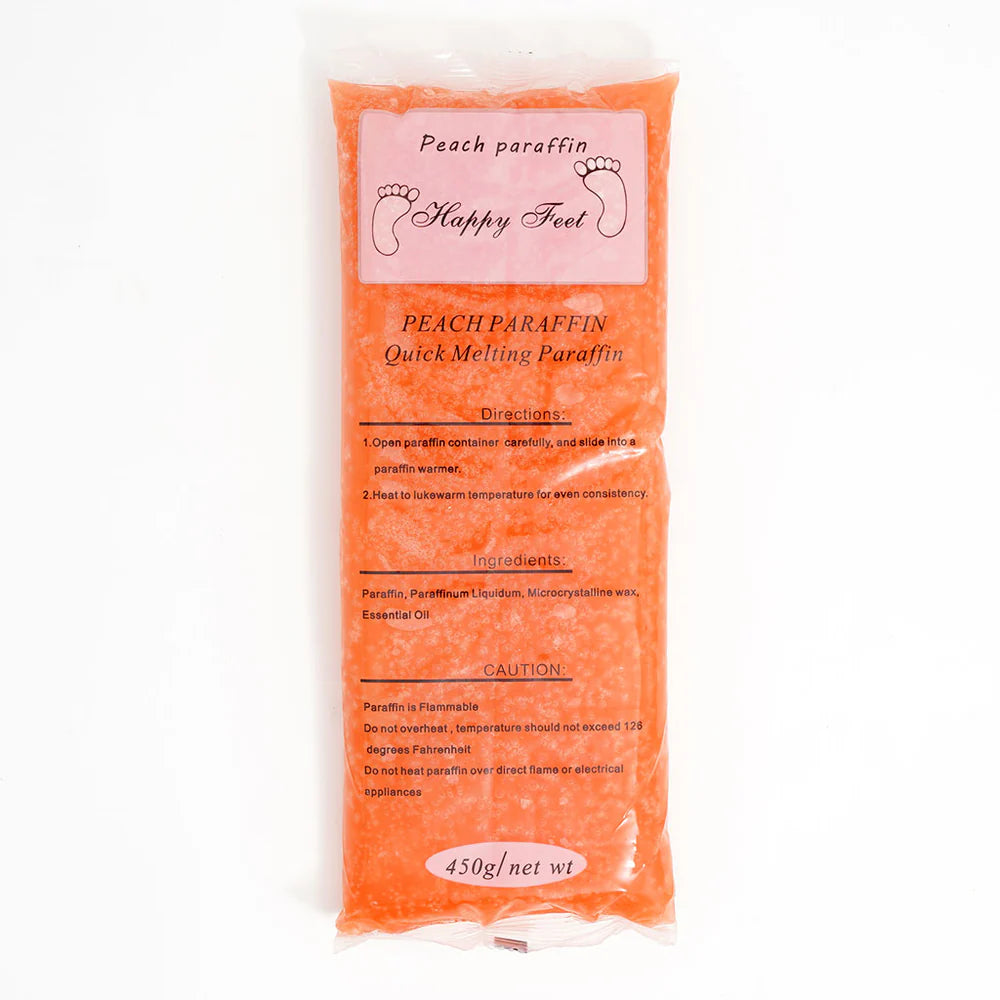 Peach paraffin
Happy Feet
PEACH PARAFFIN
Quick Melting Paraffin
Directions:
1.Open paraffin container carefully, and slide into a
paraffin warmer.
2.Heat to lukewarm temperature for even consistency.
Ingredients:
Paraffin, Paraffinum Liquidum, Microcrystalline wax,
Essential Oil
CAUTION:
Paraffin is Flammable
Do not overheat , temperature should not exceed 126
degrees Fahrenheit
Do not heat paraffin over direct flame or electrical
appliances
450g/net wt